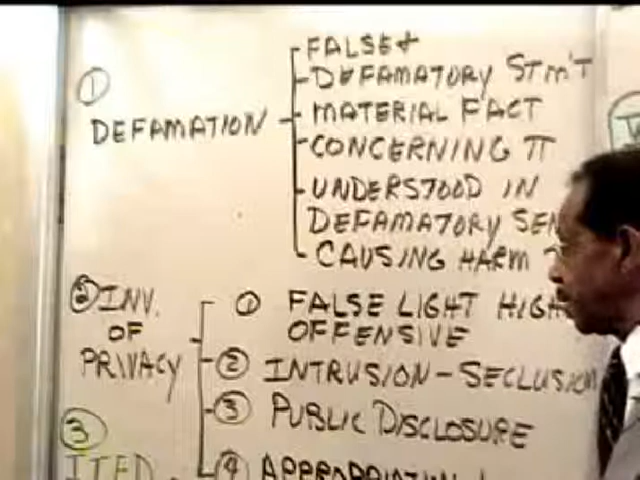 ① DEFAMATION
FALSE +
DEFAMATORY STM'T
MATERIAL FACT
CONCERNING π
UNDERSTOOD IN
DEFAMATORY SEN
CAUSING HARM
② INV.
OF
PRIVACY
① FALSE LIGHT HIGH
OFFENSIVE
② INTRUSION - SECLUSION
③ PUBLIC DISCLOSURE
④ APPROPRIATION
③